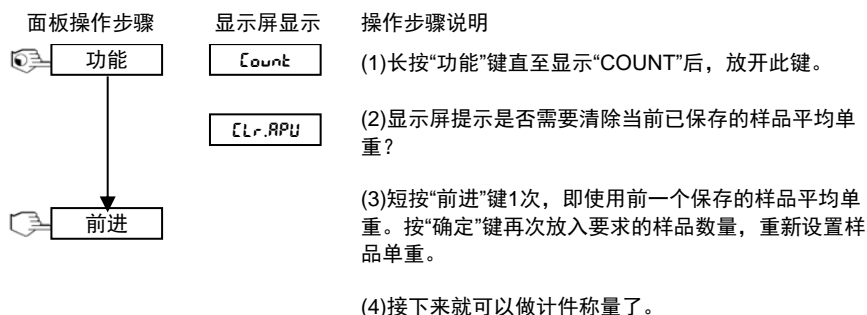 面板操作步骤 显示屏显示 操作步骤说明
功能 Count (1)长按“功能”键直至显示“COUNT”后，放开此键。
CLr.APU (2)显示屏提示是否需要清除当前已保存的样品平均单
重？
前进 (3)短按“前进”键1次，即使用前一个保存的样品平均单
重。按“确定”键再次放入要求的样品数量，重新设置样
品单重。
(4)接下来就可以做计件称量了。